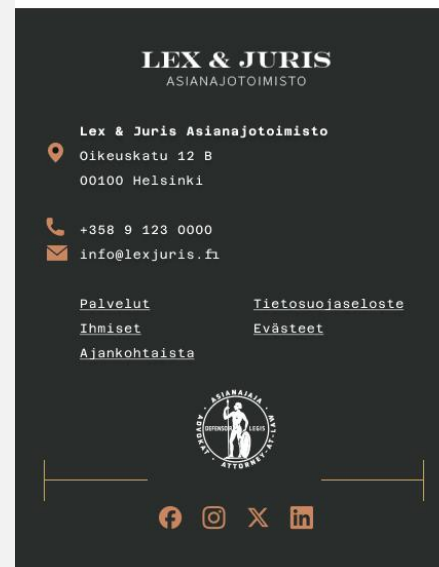 LEX & JURIS
ASIANAJOTOIMISTO
Lex & Juris Asianajotoimisto
Oikeuskatu 12 B
00100 Helsinki
+358 9 123 0000
info@lexjuris.fi
Palvelut
Tietosuojaseloste
Ihmiset
Evästeet
Ajankohtaista
· ASIANAJAJA ·
ADVOKAT · ATTORNEY-AT-LAW
DEFENSOR LEGIS